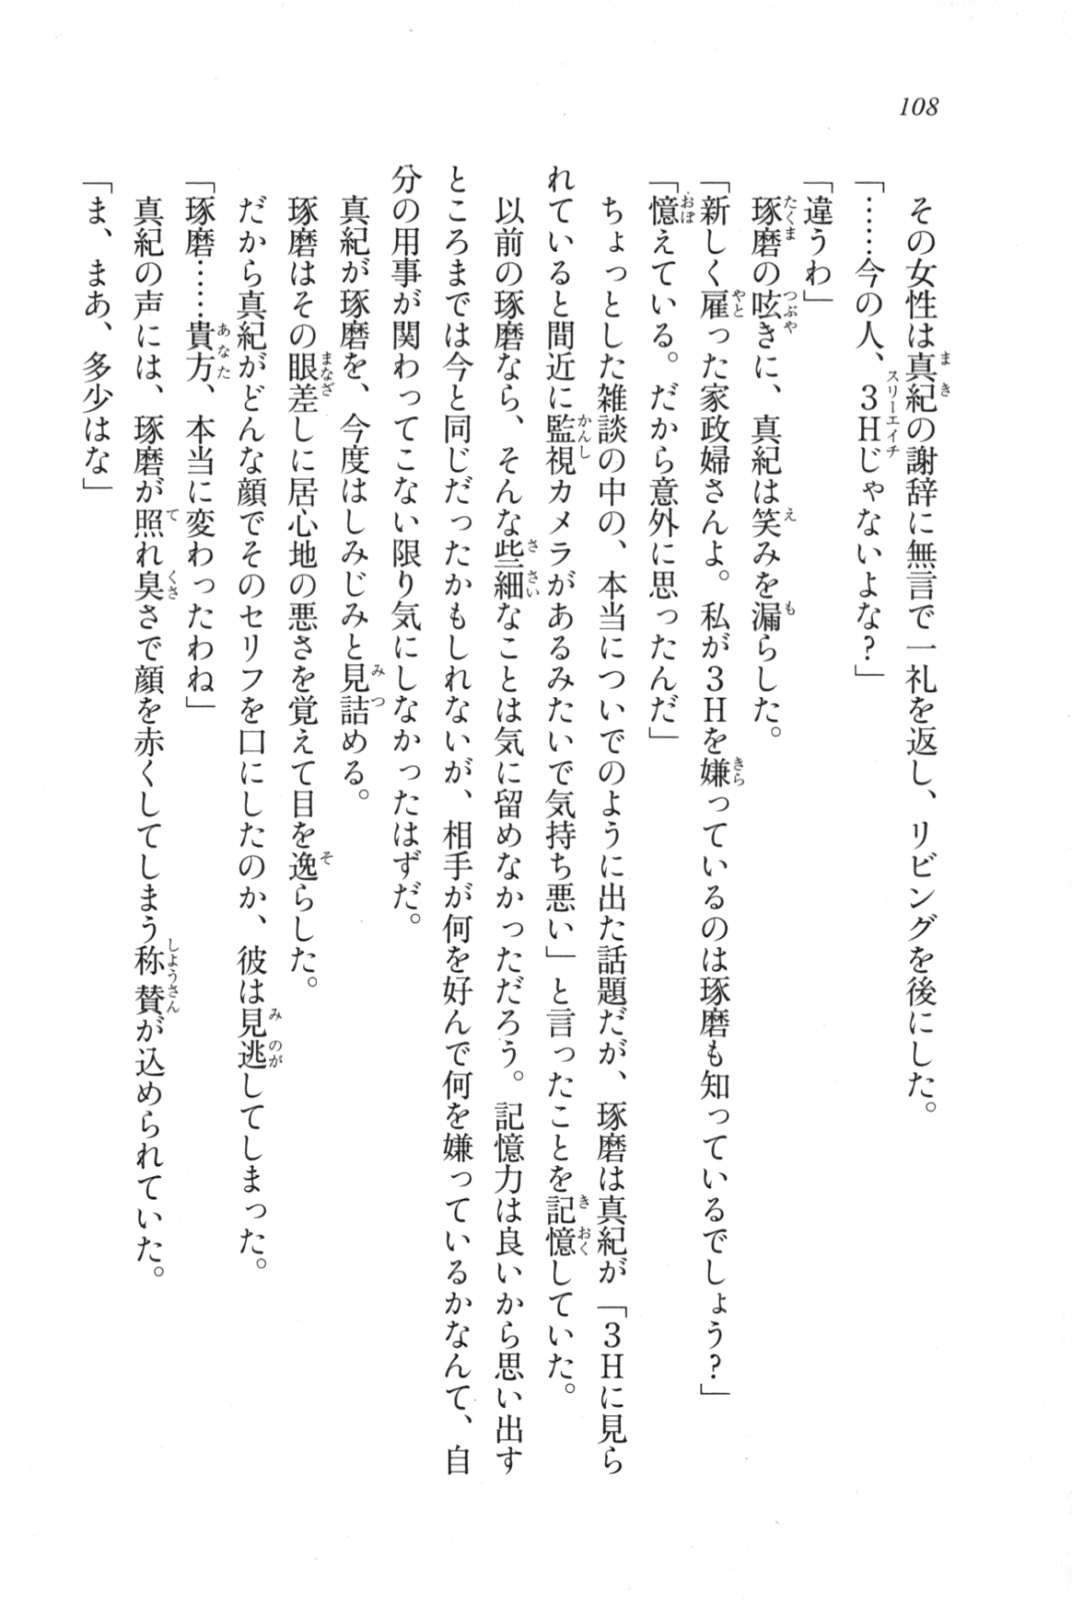 108
その女性は真紀の謝辞に無言で一礼を返し、リビングを後にした。
「……今の人、3Hじゃないよな?」
「違うわ」
琢磨の呟きに、真紀は笑みを漏らした。
「新しく雇った家政婦さんよ。私が3Hを嫌っているのは琢磨も知っているでしょう?」
「憶えている。だから意外に思ったんだ」
ちょっとした雑談の中の、本当についでのように出た話題だが、琢磨は真紀が「3Hに見ら
れていると間近に監視カメラがあるみたいで気持ち悪い」と言ったことを記憶していた。
以前の琢磨なら、そんな些細なことは気に留めなかっただろう。記憶力は良いから思い出す
ところまでは今と同じだったかもしれないが、相手が何を好んで何を嫌っているかなんて、自
分の用事が関わってこない限り気にしなかったはずだ。
真紀が琢磨を、今度はしみじみと見詰める。
琢磨はその眼差しに居心地の悪さを覚えて目を逸らした。
だから真紀がどんな顔でそのセリフを口にしたのか、彼は見逃してしまった。
「琢磨……貴方、本当に変わったわね」
真紀の声には、琢磨が照れ臭さで顔を赤くしてしまう称賛が込められていた。
「ま、まあ、多少はな」